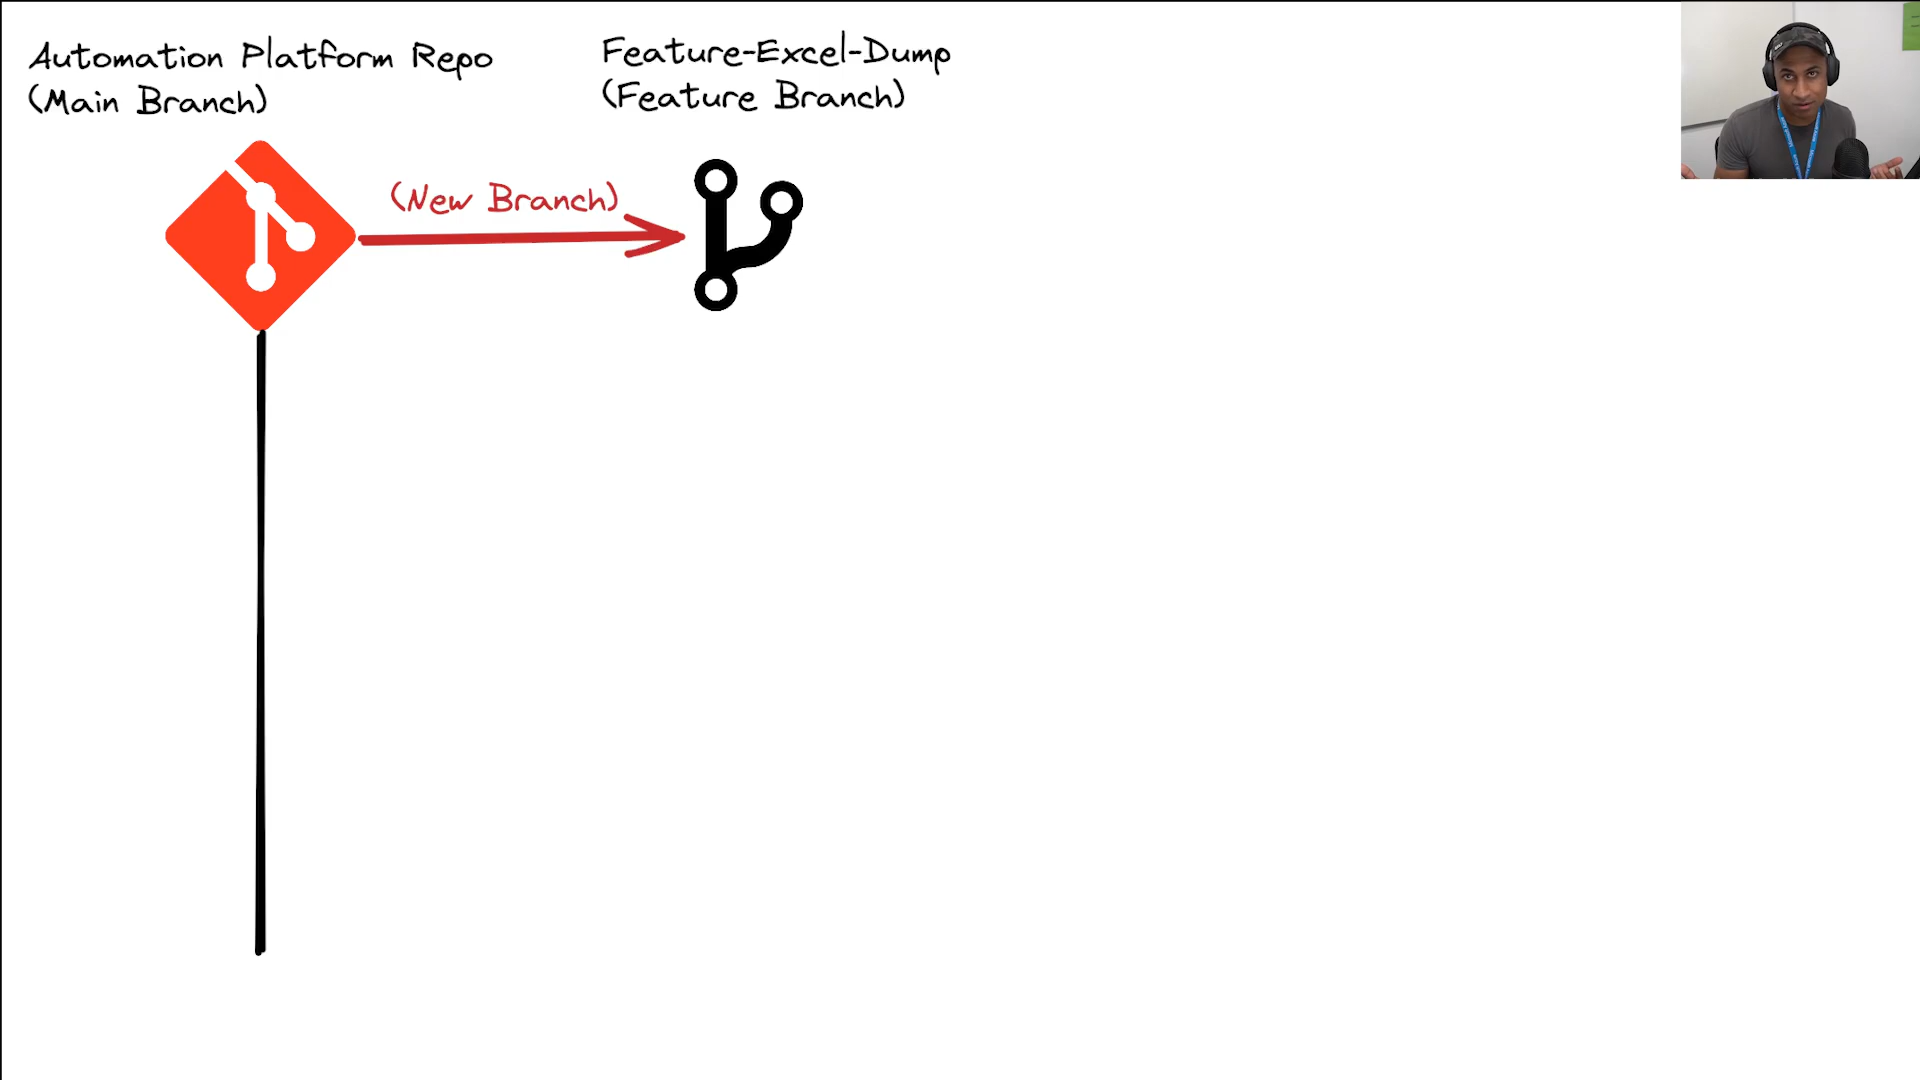 Automation Platform Repo
(Main Branch)
Feature-Excel-Dump
(Feature Branch)
(New Branch)